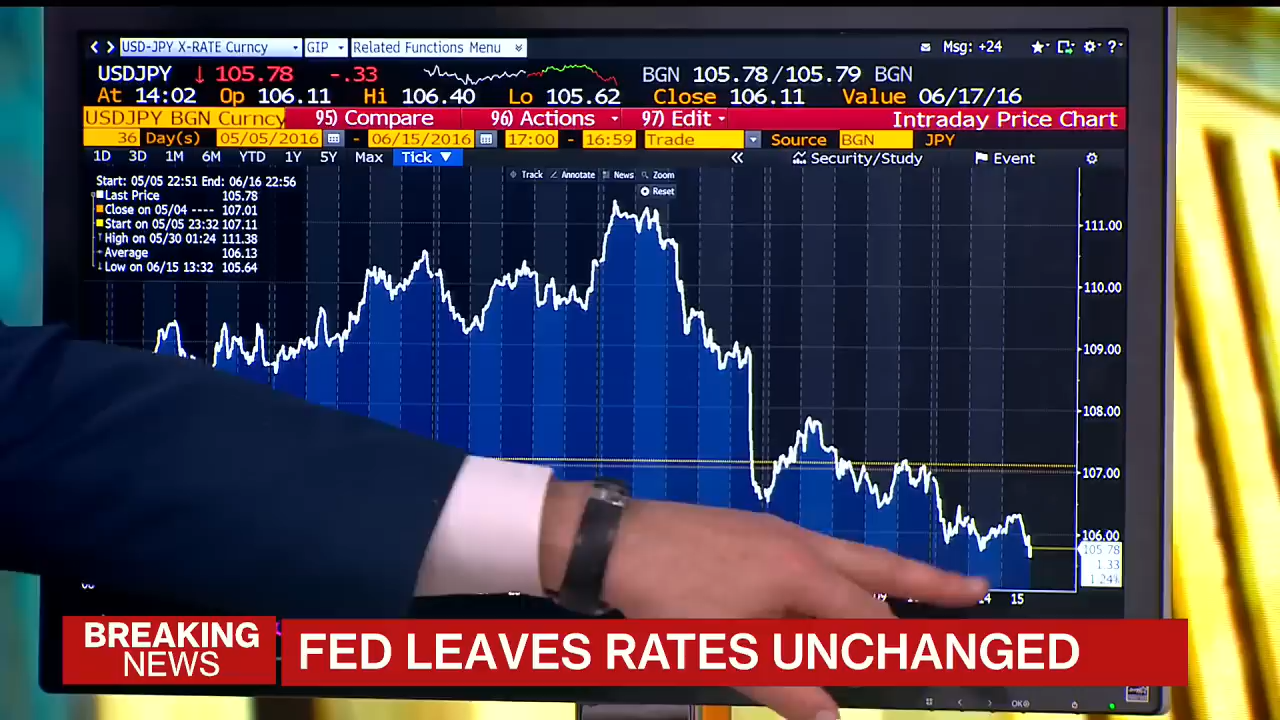 USD-JPY X-RATE Curncy GIP Related Functions Menu Msg: +24
USDJPY ↓ 105.78 -.33 BGN 105.78/105.79 BGN
At 14:02 Op 106.11 Hi 106.40 Lo 105.62 Close 106.11 Value 06/17/16
USDJPY BGN Curncy 95) Compare 96) Actions 97) Edit Intraday Price Chart
36 Day(s) 05/05/2016 - 06/15/2016 17:00 - 16:59 Trade Source BGN JPY
1D 3D 1M 6M YTD 1Y 5Y Max Tick ▼ « Security/Study Event
Track Annotate News Zoom
Reset
Start: 05/05 22:51 End: 06/16 22:56
Last Price 105.78
Close on 05/04 ---- 107.01
Start on 05/05 23:32 107.11
High on 05/30 01:24 111.38
Average 106.13
Low on 06/15 13:32 105.64
111.00
110.00
109.00
108.00
107.00
106.00
105.78
1.33
1.24%
15
BREAKING
NEWS
FED LEAVES RATES UNCHANGED